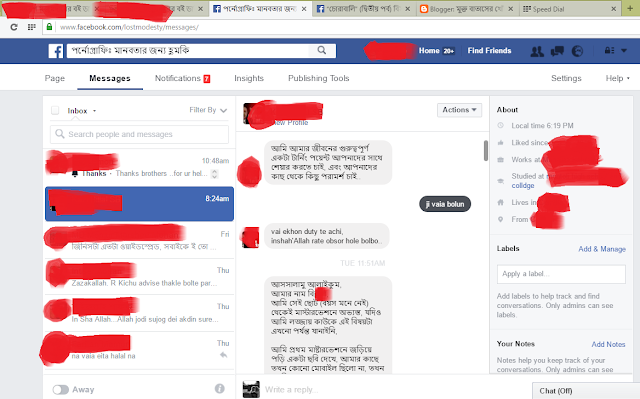 পর্নোগ্রাফিঃ মানবতার জন্য
'চোরাবালি' (দ্বিতীয় পর্ব)
Bloggen মুক্ত বাতাসের
Speed Dial
www.facebook.com/lostmodesty/messages/
পর্নোগ্রাফিঃ মানবতার জন্য হুমকি
Home 20+
Find Friends
Page
Messages
Notifications 7
Insights
Publishing Tools
Settings
Help
Inbox
Filter By
Search people and messages
10:48am
Thanks · Thanks brothers ..for ur hel..
8:24am
Fri
জিনিসটা এতটা ওয়াইডস্প্রেড, সবাইকে ই তো ..
Thu
Zazakallah. R Kichu advise thakle bolte par...
Thu
In Sha Allah.. Allah jodi sujog dei akdin sure...
Thu
na vaia eita halal na
Away
View Profile
Actions
আমি আমার জীবনের গুরুত্বপূর্ণ
একটা টার্নিং পয়েন্ট আপনাদের সাথে
শেয়ার করতে চাই, এবং আপনাদের
কাছ থেকে কিছু পরামর্শ চাই.
ji vaia bolun
vai ekhon duty te achi,
inshah'Allah rate obsor hole bolbo..
TUE 11:51AM
আসসালামু আলাইকুম,
আমার নাম
আমি সেই ছোট (বয়স মনে নেই)
থেকেই মাস্টারভেশনে অভ্যস্ত, যদিও
আমি লজ্জায় কাউকে এই বিষয়টা
এখনো পর্যন্ত যানাইনি,
আমি প্রথম মাষ্টারভেশনে জড়িয়ে
পড়ি একটা ছবি দেখে, আমার কাছে
তখন কোনো মোবাইল ছিলো না, তখন
Write a reply...
About
Local time 6:19 PM
Liked since
Works at
Studied at
colldge
Lives in
From
Labels
Add & Manage
Apply a label...
Add labels to help track and find
conversations. Only admins can see
labels
Your Notes
Add Notes
Notes help you keep track of your
conversations. Only admins can see
Chat (Off)